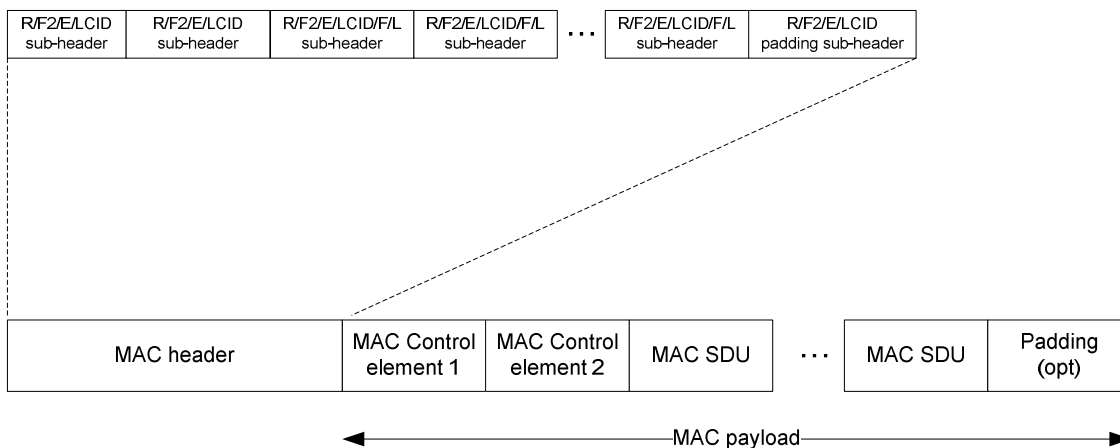 R/F2/E/LCID
sub-header
R/F2/E/LCID
sub-header
R/F2/E/LCID/F/L
sub-header
R/F2/E/LCID/F/L
sub-header
...
R/F2/E/LCID/F/L
sub-header
R/F2/E/LCID
padding sub-header
MAC header
MAC Control
element 1
MAC Control
element 2
MAC SDU
...
MAC SDU
Padding
(opt)
MAC payload